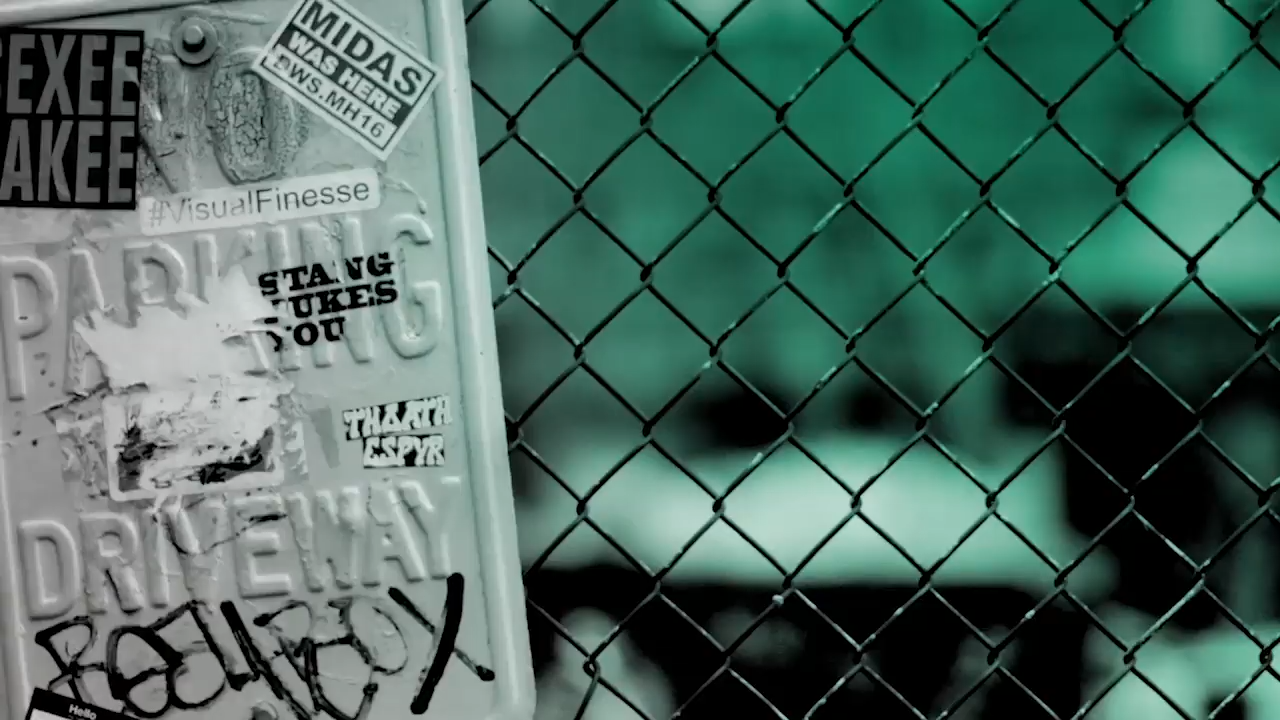 EXEE
AKEE
MIDAS
WAS HERE
DWS.MH16
#VisualFinesse
PARKING
STANG
YOU
DRIVEWAY
Hello